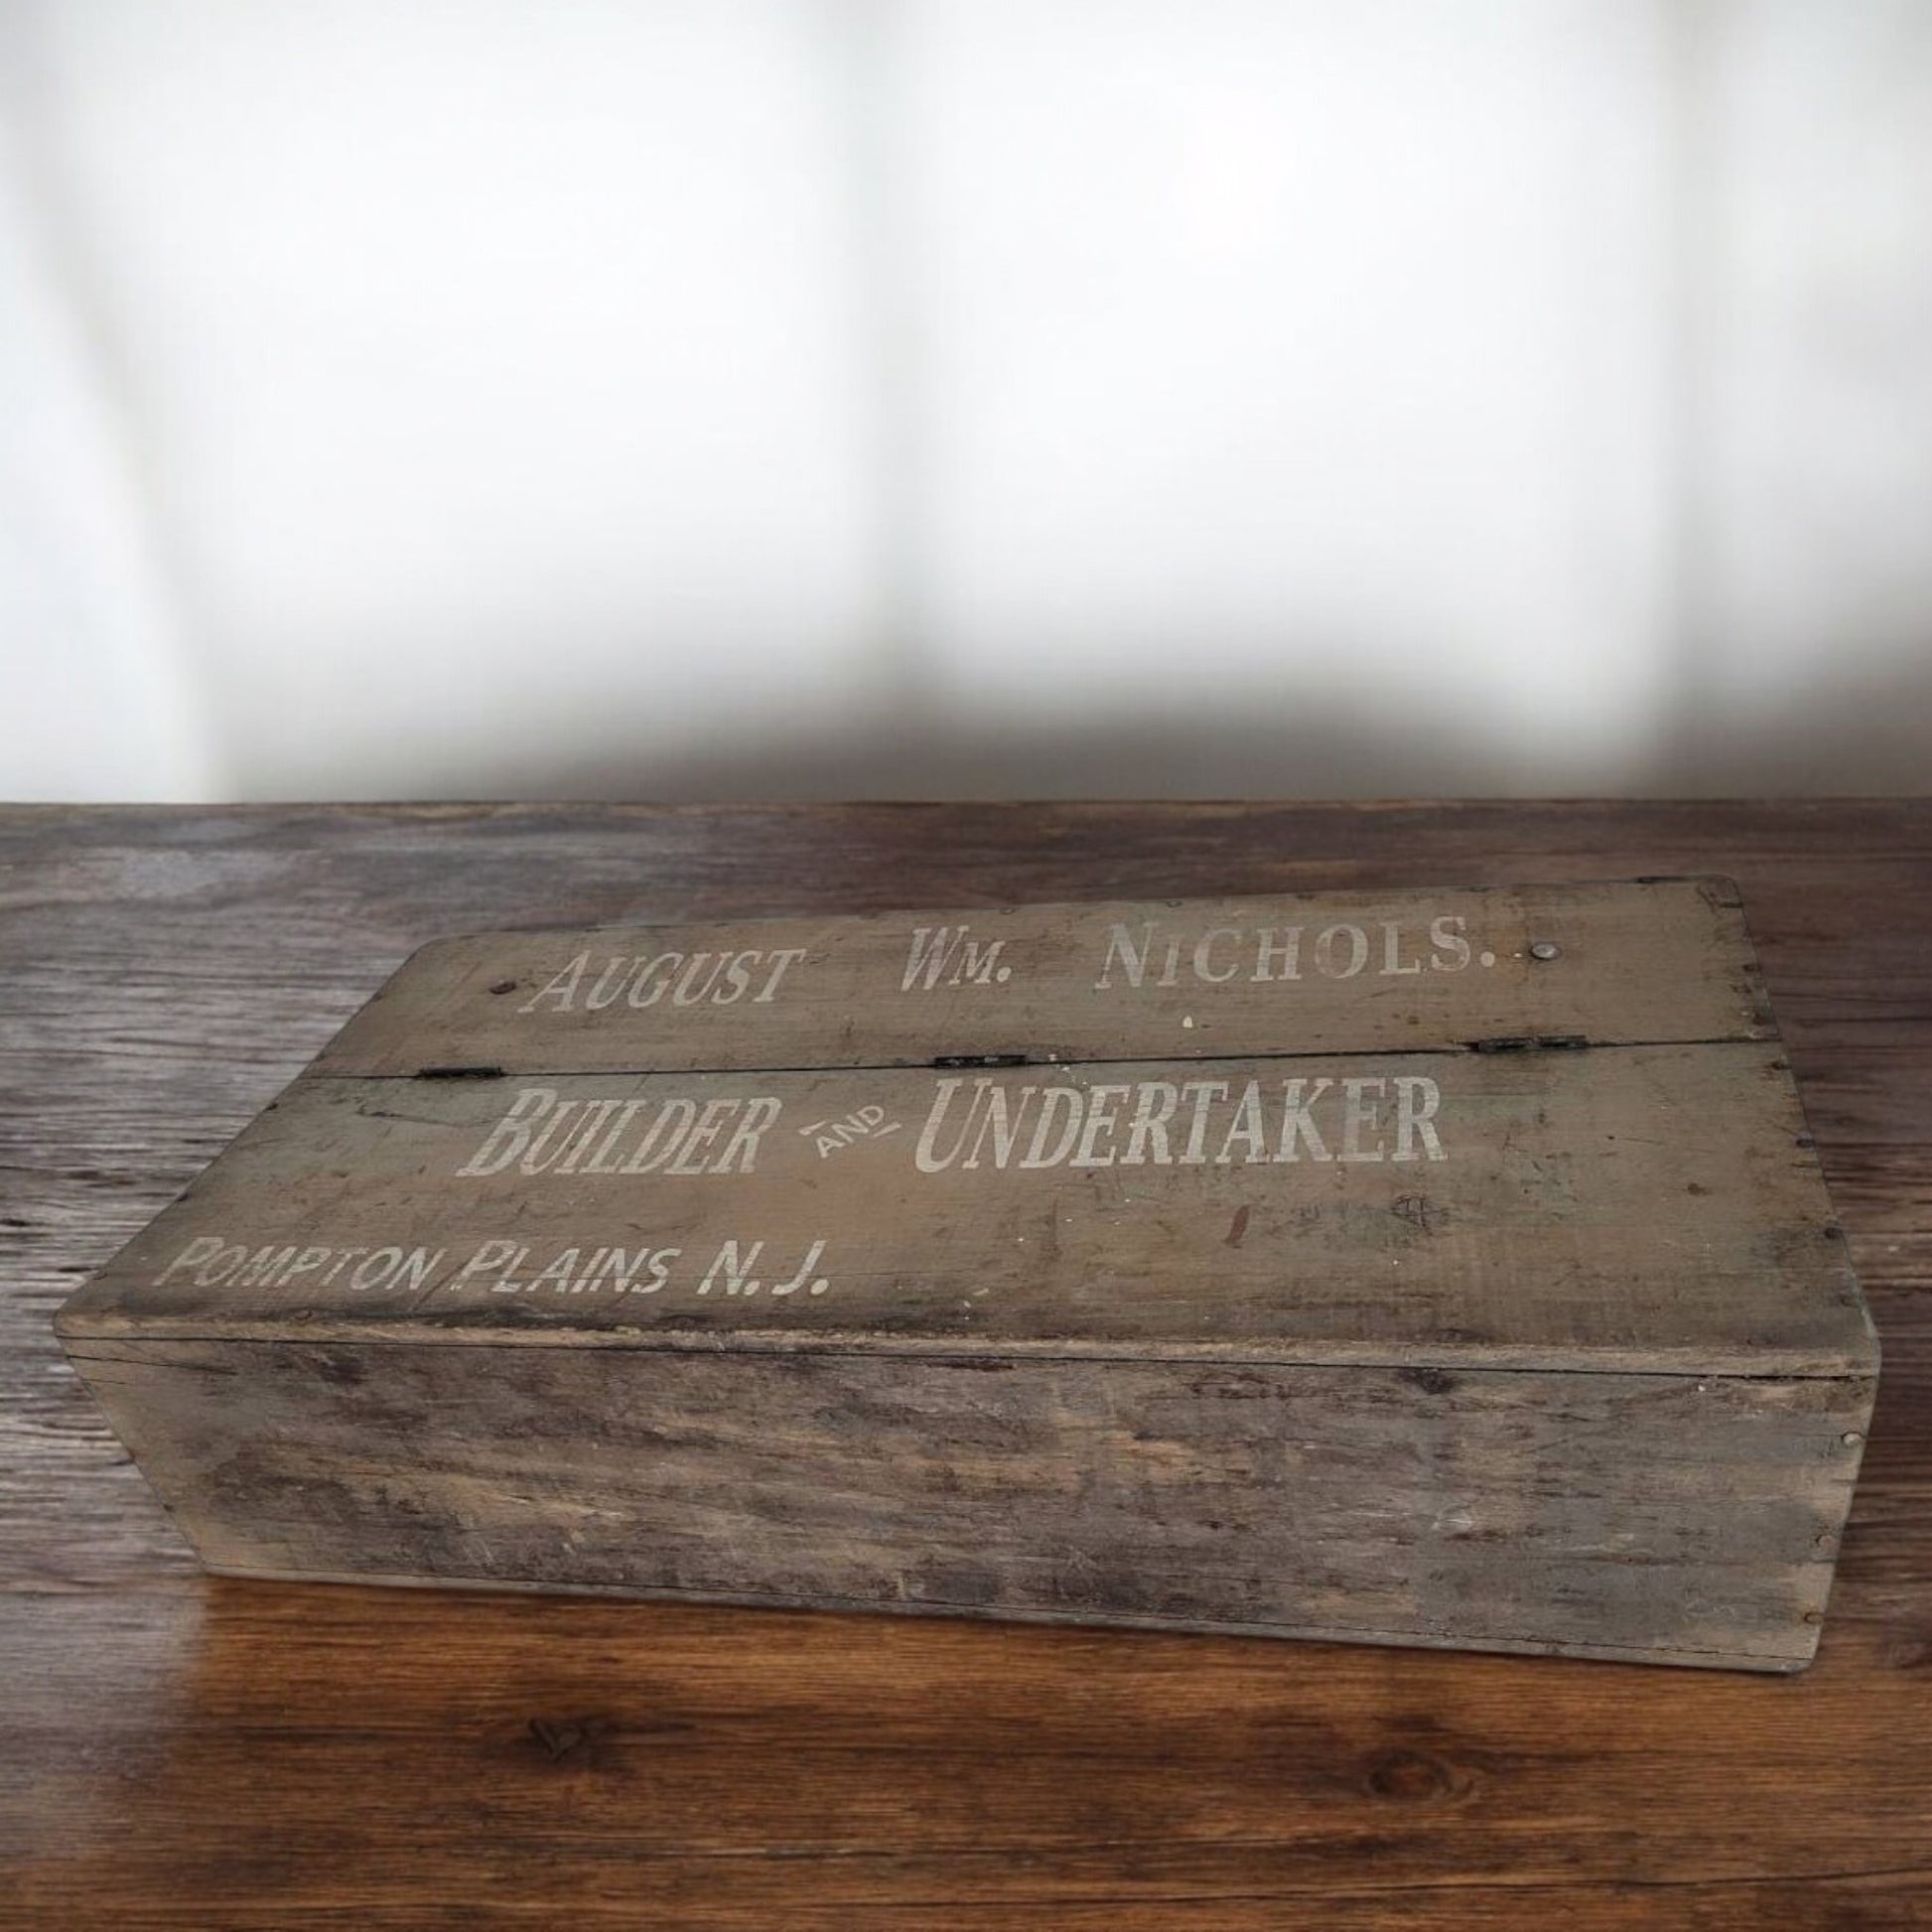 AUGUST WM. NICHOLS.
BUILDER AND UNDERTAKER
POMPTON PLAINS N.J.